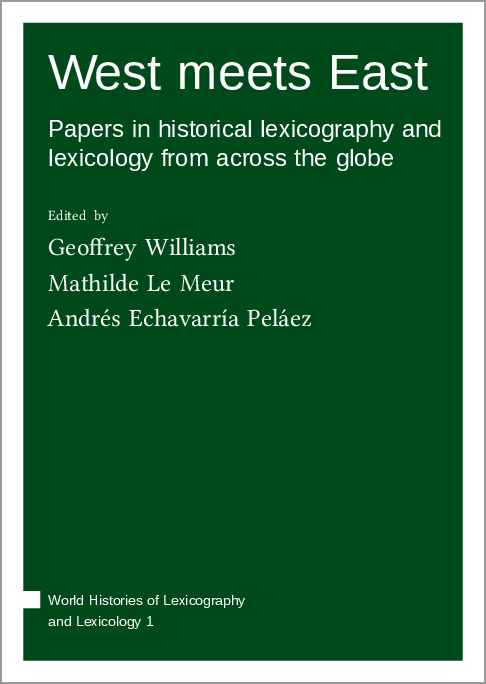 West meets East
Papers in historical lexicography and
lexicology from across the globe
Edited by
Geoffrey Williams
Mathilde Le Meur
Andrés Echavarría Peláez
World Histories of Lexicography
and Lexicology 1